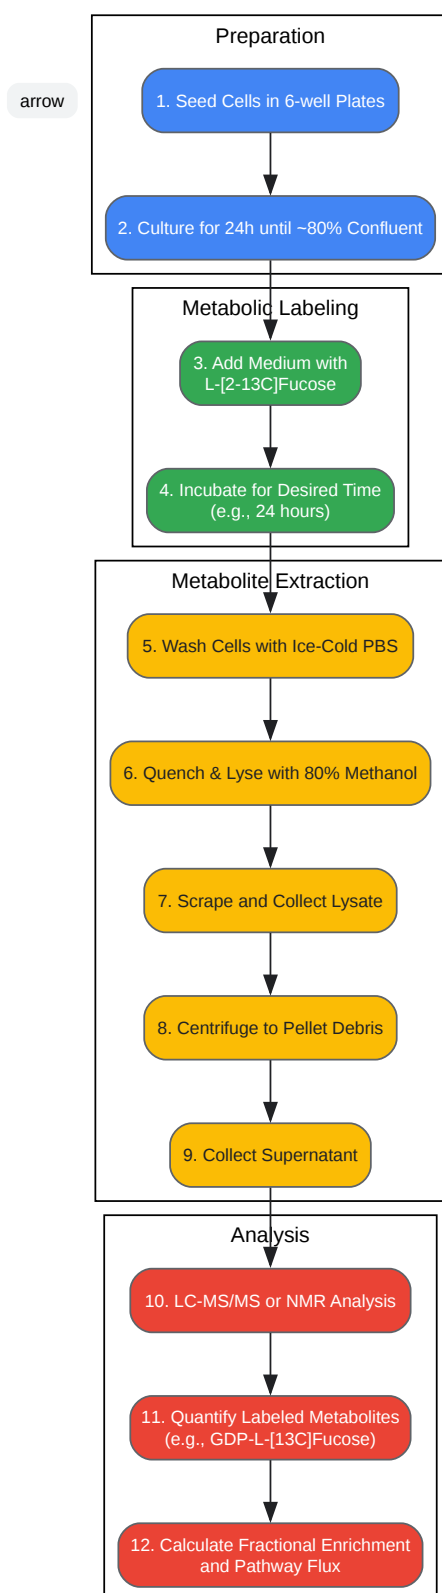 Preparation
arrow
1. Seed Cells in 6-well Plates
2. Culture for 24h until ~80% Confluent
Metabolic Labeling
3. Add Medium with
L-[2-13C]Fucose
4. Incubate for Desired Time
(e.g., 24 hours)
Metabolite Extraction
5. Wash Cells with Ice-Cold PBS
6. Quench & Lyse with 80% Methanol
7. Scrape and Collect Lysate
8. Centrifuge to Pellet Debris
9. Collect Supernatant
Analysis
10. LC-MS/MS or NMR Analysis
11. Quantify Labeled Metabolites
(e.g., GDP-L-[13C]Fucose)
12. Calculate Fractional Enrichment
and Pathway Flux